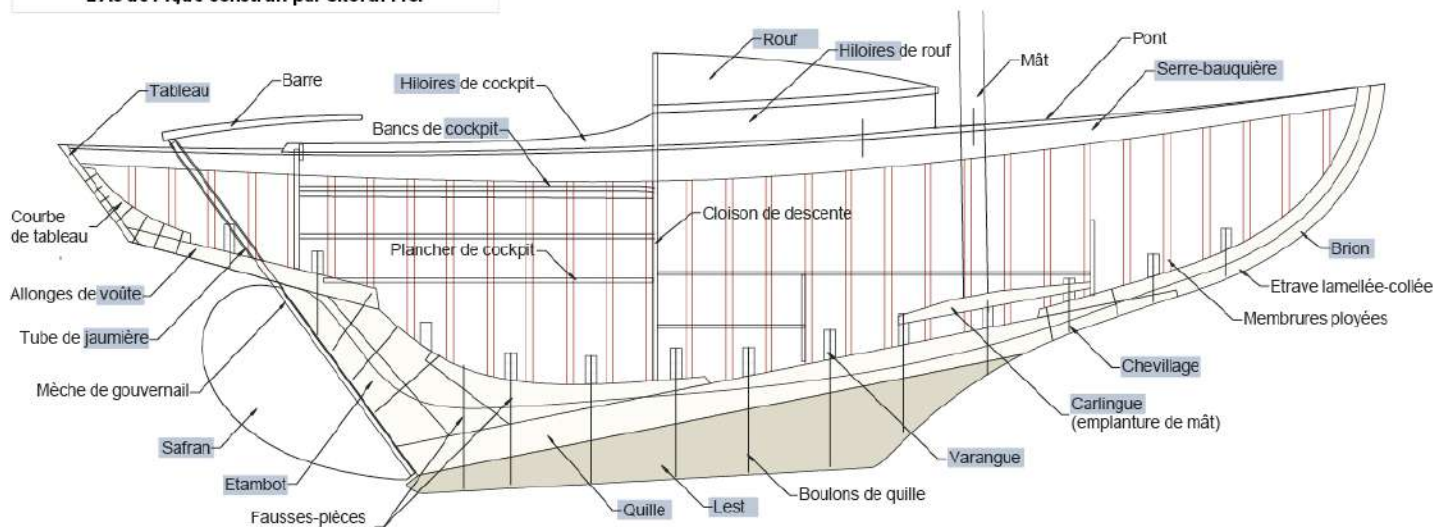 Rouf
Hiloires de rouf
Pont
Mât
Serre-bauquière
Barre
Tableau
Hiloires de cockpit
Bancs de cockpit
Cloison de descente
Courbe
de tableau
Plancher de cockpit
Brion
Allonges de voûte
Etrave lamellée-collée
Tube de jaumière
Membrures ployées
Chevillage
Mèche de gouvernail
Carlingue
(emplanture de mât)
Safran
Varangue
Etambot
Boulons de quille
Fausses-pièces
Quille
Lest